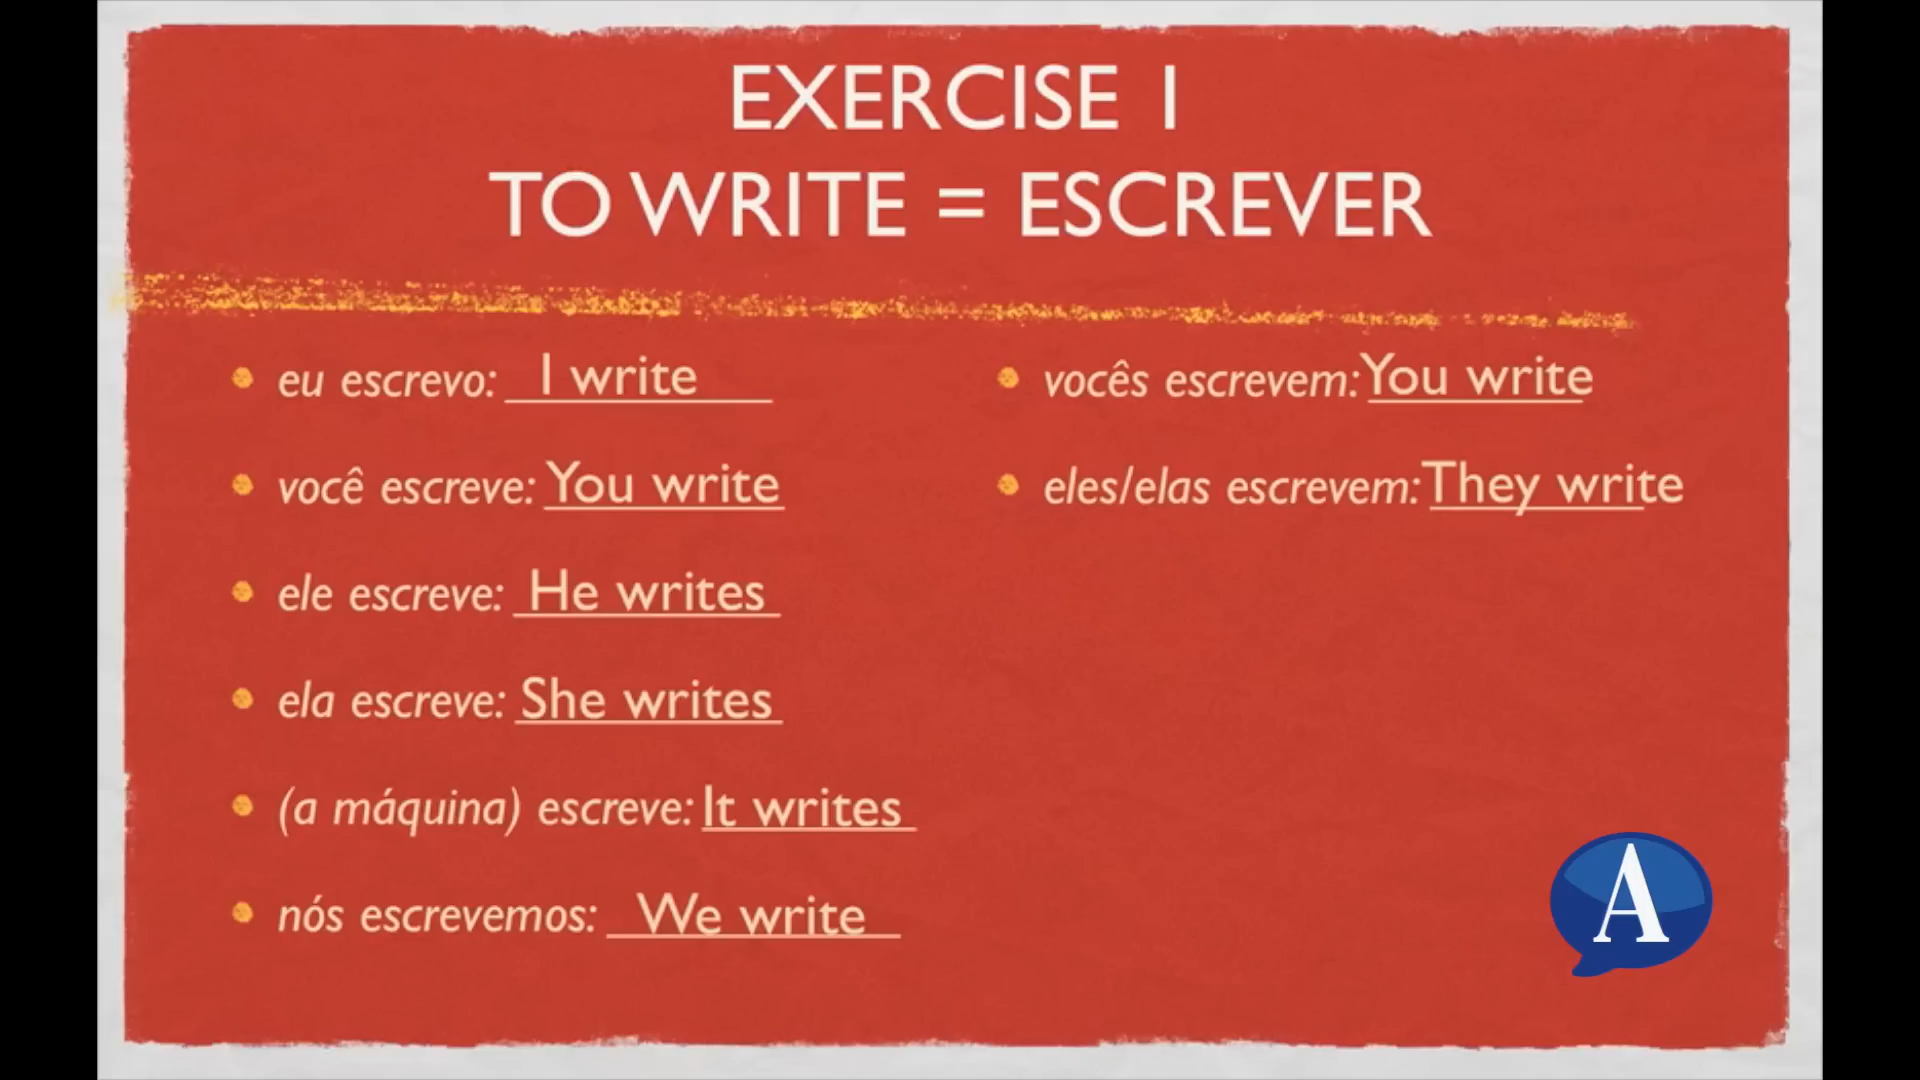 EXERCISE 1
TO WRITE = ESCREVER
eu escrevo: I write
você escreve: You write
ele escreve: He writes
ela escreve: She writes
(a máquina) escreve: It writes
nós escrevemos: We write
vocês escrevem: You write
eles/elas escrevem: They write
A